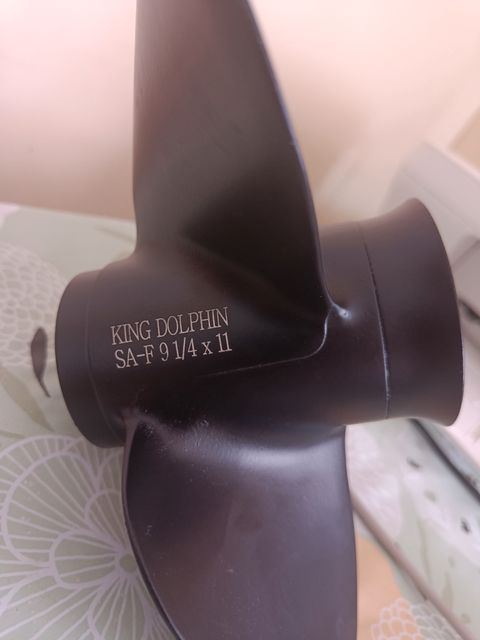 KING DOLPHIN
SA-F 9 1/4 x 11